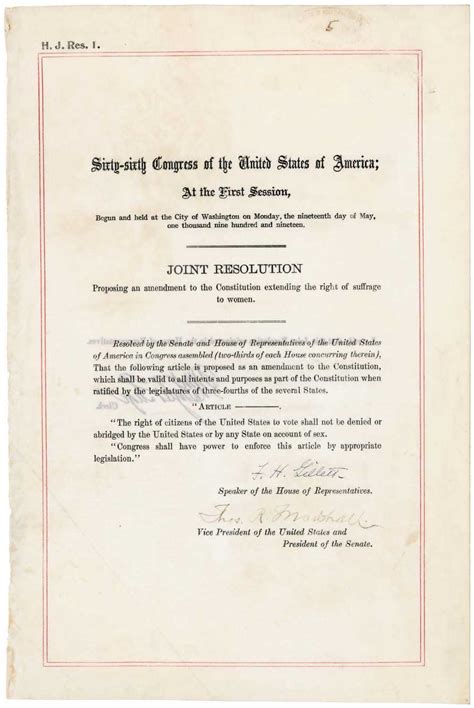 5
H. J. Res. 1.
Sixty-sixth Congress of the United States of America;
At the First Session,
Begun and held at the City of Washington on Monday, the nineteenth day of May,
one thousand nine hundred and nineteen.
JOINT RESOLUTION
Proposing an amendment to the Constitution extending the right of suffrage
to women.
Resolved by the Senate and House of Representatives of the United States
of America in Congress assembled (two-thirds of each House concurring therein),
That the following article is proposed as an amendment to the Constitution,
which shall be valid to all intents and purposes as part of the Constitution when
ratified by the legislatures of three-fourths of the several States.
"ARTICLE ————.
"The right of citizens of the United States to vote shall not be denied or
abridged by the United States or by any State on account of sex.
"Congress shall have power to enforce this article by appropriate
legislation."
F. H. Gillett
Speaker of the House of Representatives.
Thos. R. Marshall
Vice President of the United States and
President of the Senate.